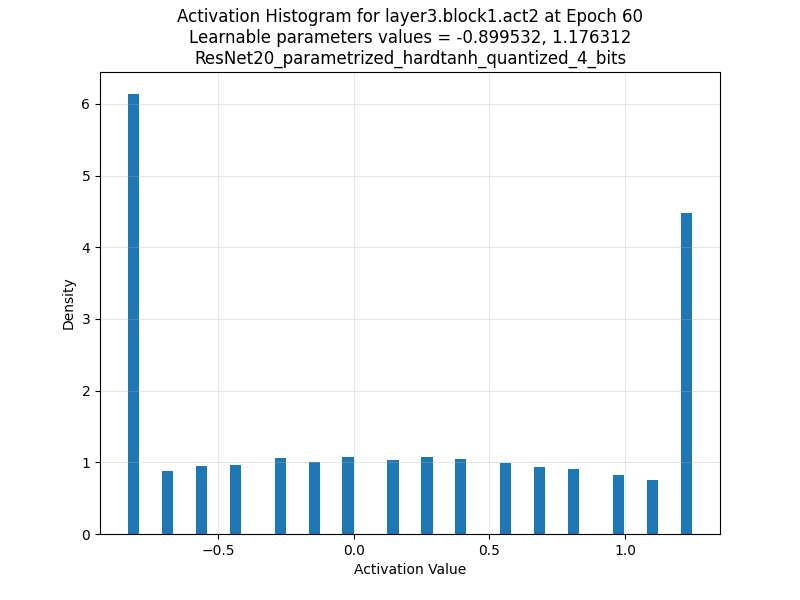 Activation Histogram for layer3.block1.act2 at Epoch 60
Learnable parameters values = -0.899532, 1.176312
ResNet20_parametrized_hardtanh_quantized_4_bits
6
5
4
3
2
1
0
Density
−0.5
0.0
0.5
1.0
Activation Value